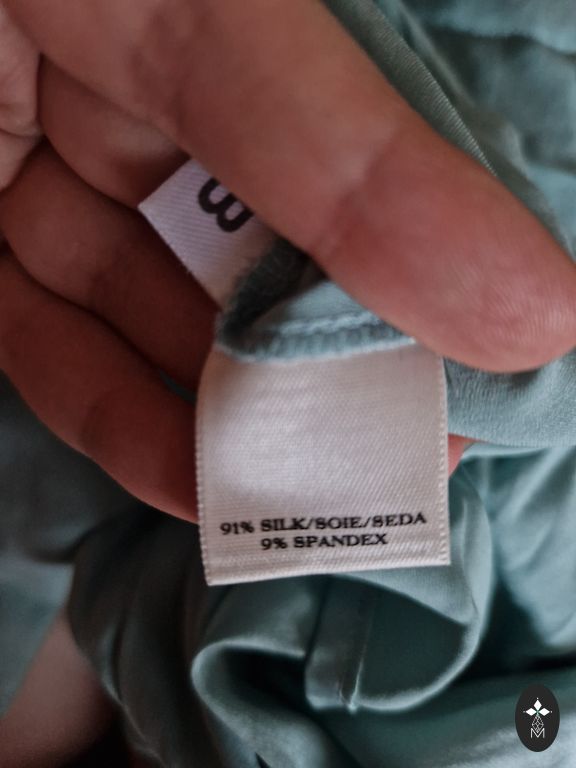 91% SILK/SOIE/SEDA
9% SPANDEX
M